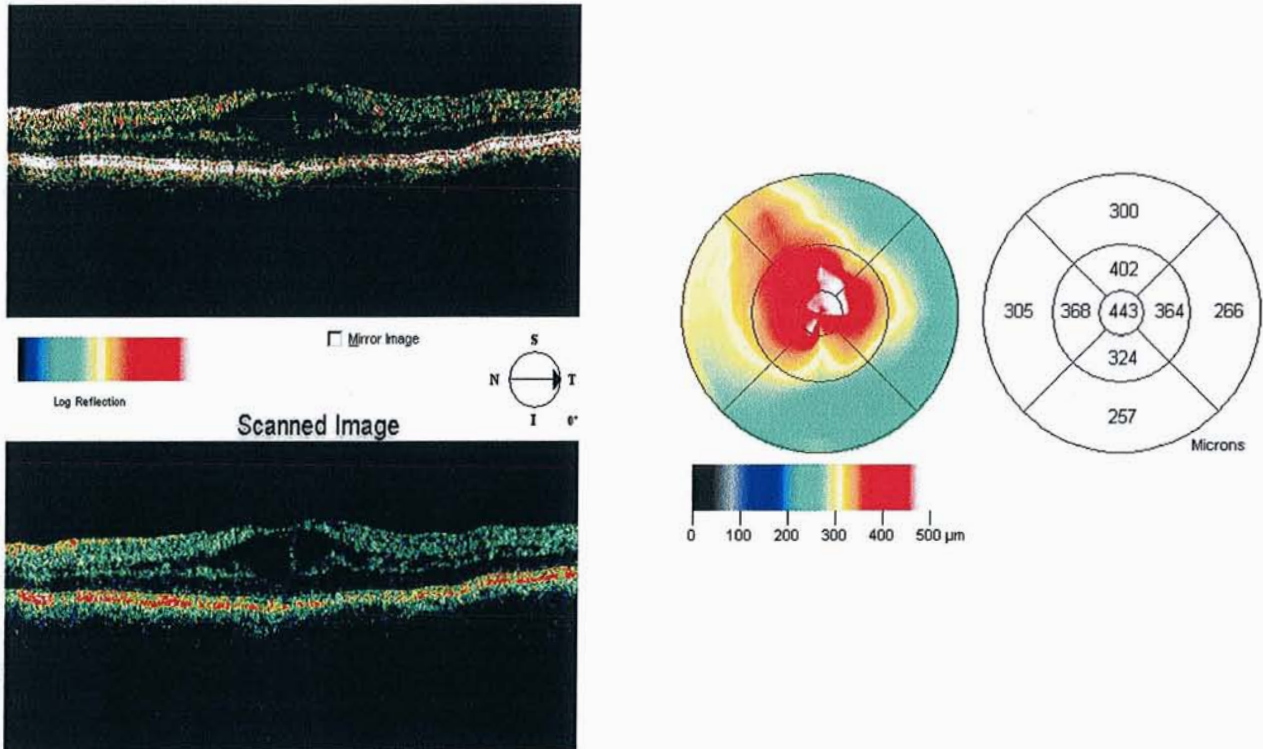 Mirror Image
Log Reflection
S
N T
I 0°
Scanned Image
300
402
305 368 443 364 266
324
257
Microns
0 100 200 300 400 500 µm